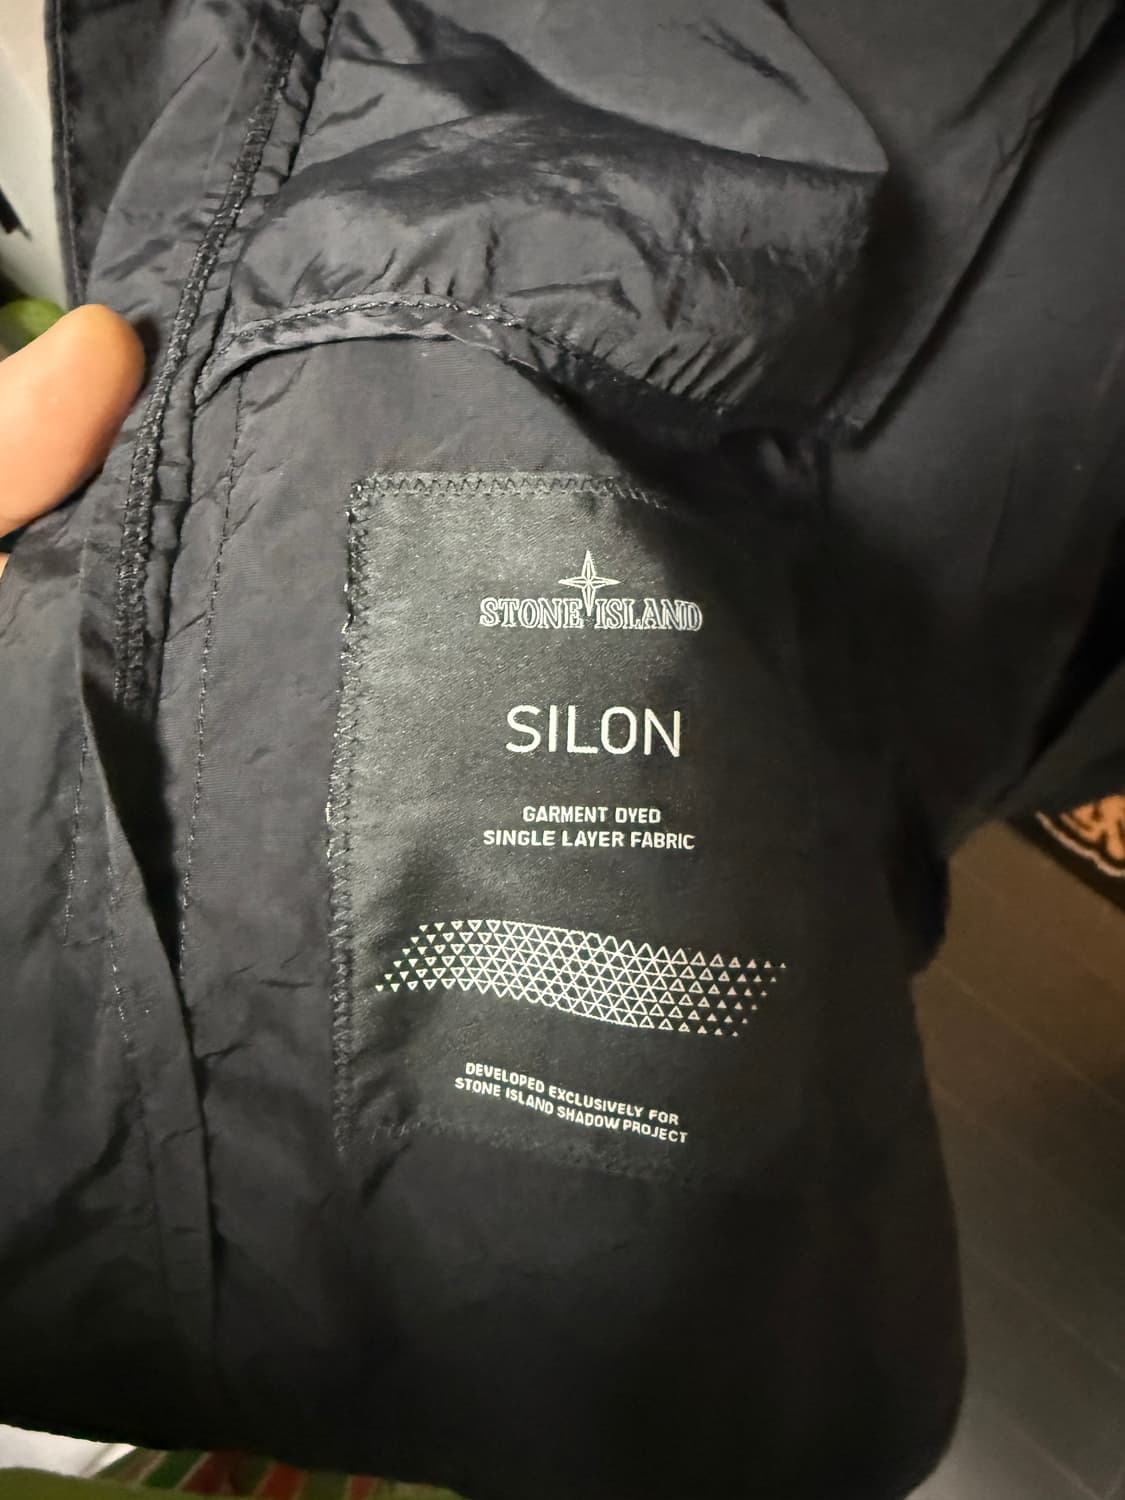 STONE ISLAND
SILON
GARMENT DYED
SINGLE LAYER FABRIC
DEVELOPED EXCLUSIVELY FOR
STONE ISLAND SHADOW PROJECT